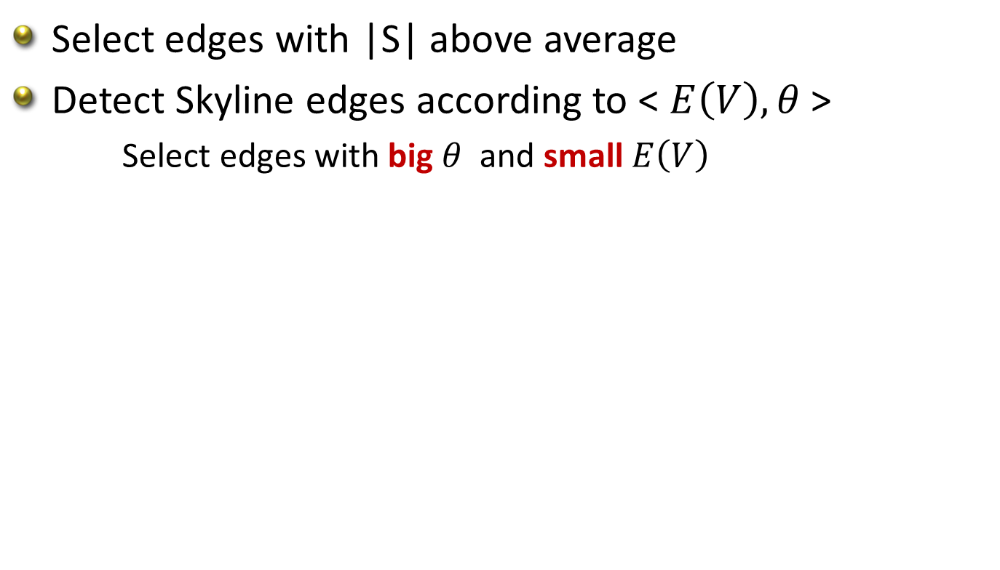 Select edges with |S| above average
Detect Skyline edges according to < 𝐸(𝑉), 𝜃 >
Select edges with big 𝜃 and small 𝐸(𝑉)